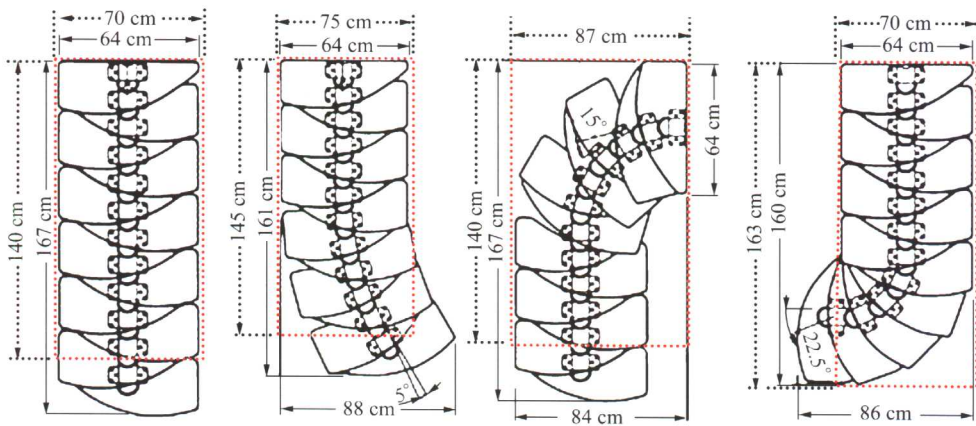 70 cm
64 cm
140 cm
167 cm
75 cm
64 cm
145 cm
161 cm
5°
88 cm
87 cm
140 cm
167 cm
15°
64 cm
84 cm
70 cm
64 cm
163 cm
160 cm
22.5°
86 cm